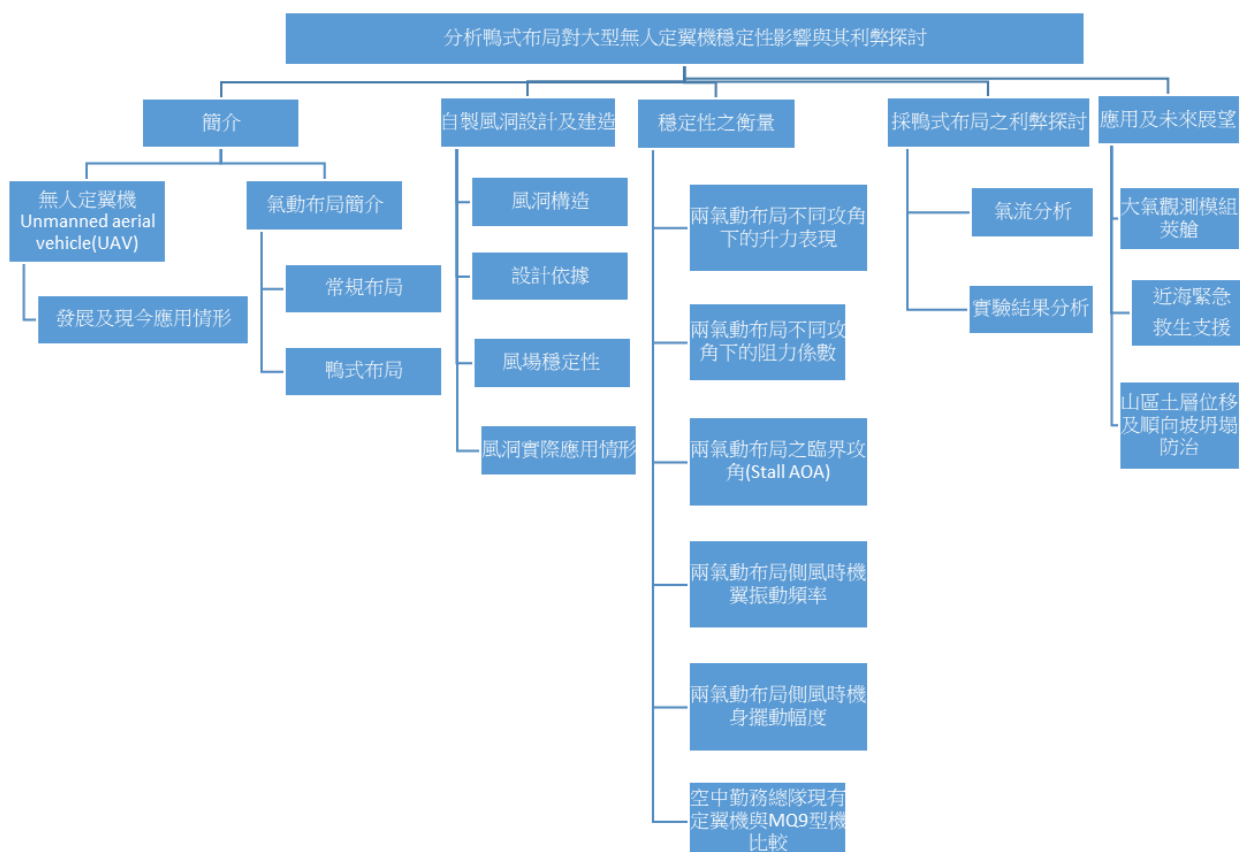 分析鴨式布局對大型無人定翼機穩定性影響與其利弊探討
簡介
自製風洞設計及建造
穩定性之衡量
採鴨式布局之利弊探討
應用及未來展望
無人定翼機
Unmanned aerial
vehicle(UAV)
發展及現今應用情形
氣動布局簡介
常規布局
鴨式布局
風洞構造
設計依據
風場穩定性
風洞實際應用情形
兩氣動布局不同攻角
下的升力表現
兩氣動布局不同攻
角下的阻力係數
兩氣動布局之臨界攻
角(Stall AOA)
兩氣動布局側風時機
翼振動頻率
兩氣動布局側風時機
身擺動幅度
空中勤務總隊現有
定翼機與MQ9型機
比較
氣流分析
實驗結果分析
大氣觀測模組
莢艙
近海緊急
救生支援
山區土層位移
及順向坡坍塌
防治